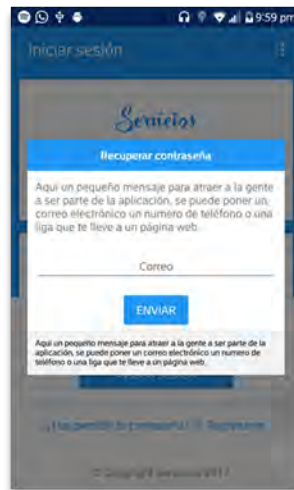 9:59 pm
Iniciar sesión
Servicios
Recuperar contraseña
Aquí un pequeño mensaje para atraer a la gente
a ser parte de la aplicación, se puede poner un
correo electrónico un numero de teléfono o una
liga que te lleve a un página web.
Correo
ENVIAR
Aquí un pequeño mensaje para atraer a la gente a ser parte de la
aplicación, se puede poner un correo electrónico un numero de
teléfono o una liga que te lleve a un página web.